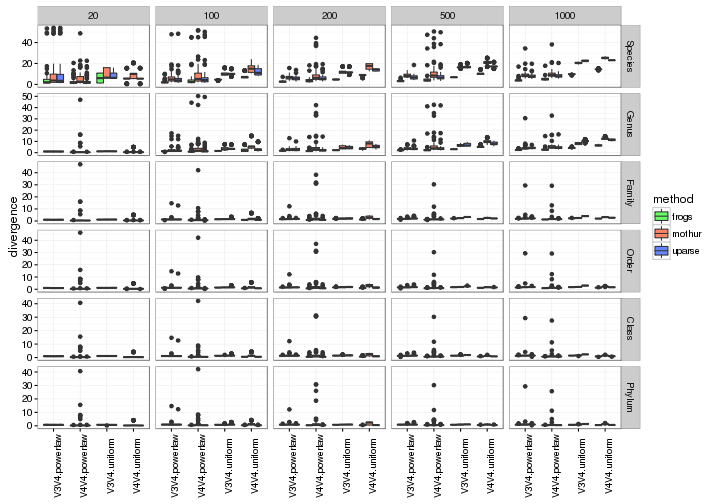 20 100 200 500 1000
divergence
0 20 40
Species
0 10 20 30 40 50
Genus
0 10 20 30 40
Family
0 10 20 30 40
Order
0 10 20 30 40
Class
0 10 20 30 40
Phylum
V3V4.powerlaw V4V4.powerlaw V3V4.uniform V4V4.uniform V3V4.powerlaw V4V4.powerlaw V3V4.uniform V4V4.uniform V3V4.powerlaw V4V4.powerlaw V3V4.uniform V4V4.uniform V3V4.powerlaw V4V4.powerlaw V3V4.uniform V4V4.uniform V3V4.powerlaw V4V4.powerlaw V3V4.uniform V4V4.uniform
method
frogs
mothur
uparse